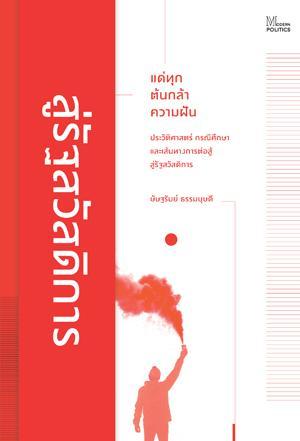 MODERN
POLITICS
แด่ทุก
ต้นกล้า
ความฝัน
สู่รัฐสวัสดิการ
ประวัติศาสตร์ กรณีศึกษา
และเส้นทางการต่อสู้
สู่รัฐสวัสดิการ
ษัษฐรัมย์ ธรรมบุษดี